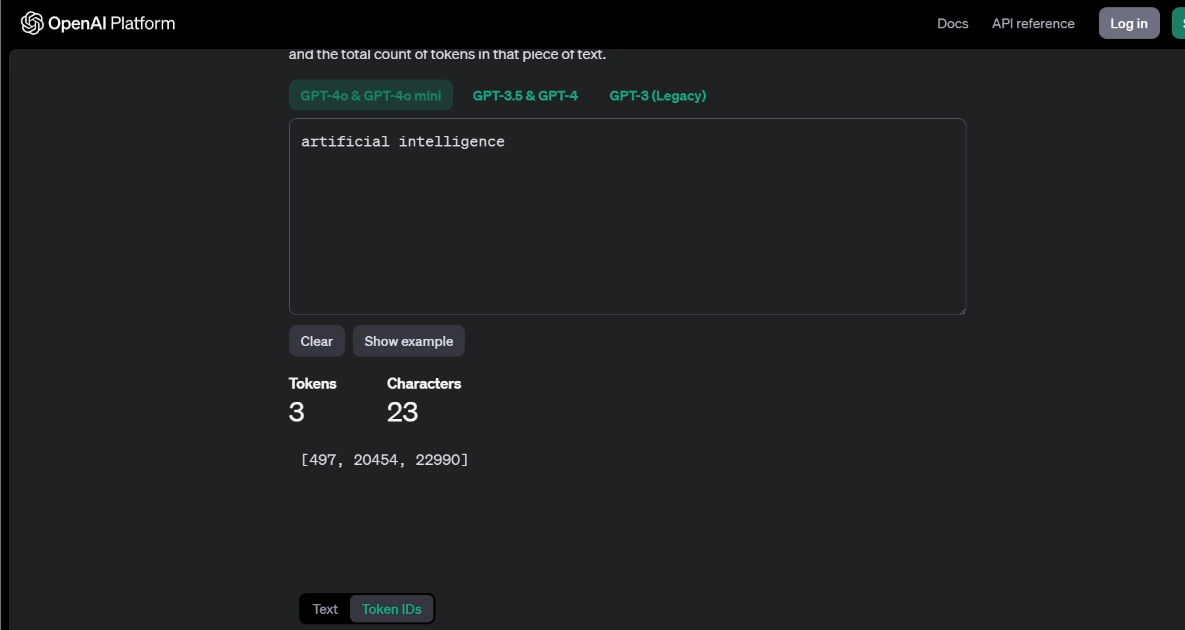 OpenAI Platform
Docs API reference Log in
and the total count of tokens in that piece of text.
GPT-4o & GPT-4o mini GPT-3.5 & GPT-4 GPT-3 (Legacy)
artificial intelligence
Clear Show example
Tokens Characters
3 23
[497, 20454, 22990]
Text Token IDs